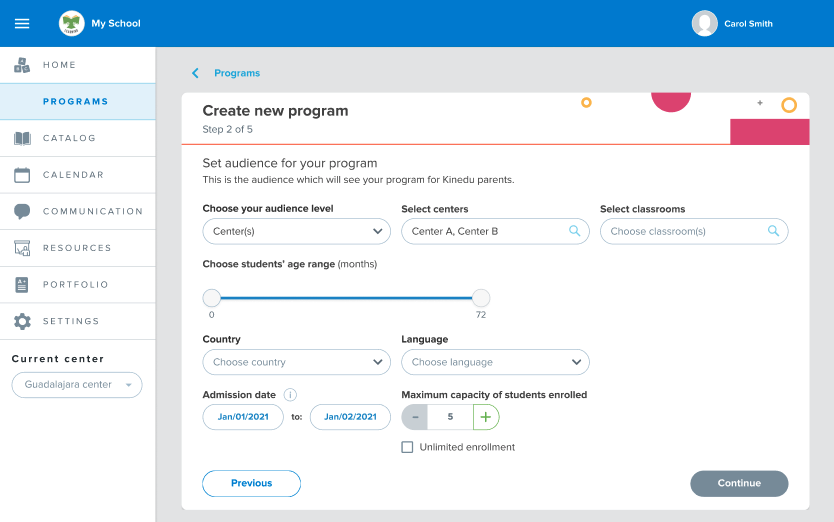 My School
Carol Smith
HOME
PROGRAMS
CATALOG
CALENDAR
COMMUNICATION
RESOURCES
PORTFOLIO
SETTINGS
Current center
Guadalajara center
Programs
Create new program
Step 2 of 5
Set audience for your program
This is the audience which will see your program for Kinedu parents.
Choose your audience level
Select centers
Select classrooms
Center(s)
Center A, Center B
Choose classroom(s)
Choose students' age range (months)
0
72
Country
Language
Choose country
Choose language
Admission date i
Maximum capacity of students enrolled
Jan/01/2021 to: Jan/02/2021
- 5 +
Unlimited enrollment
Previous
Continue